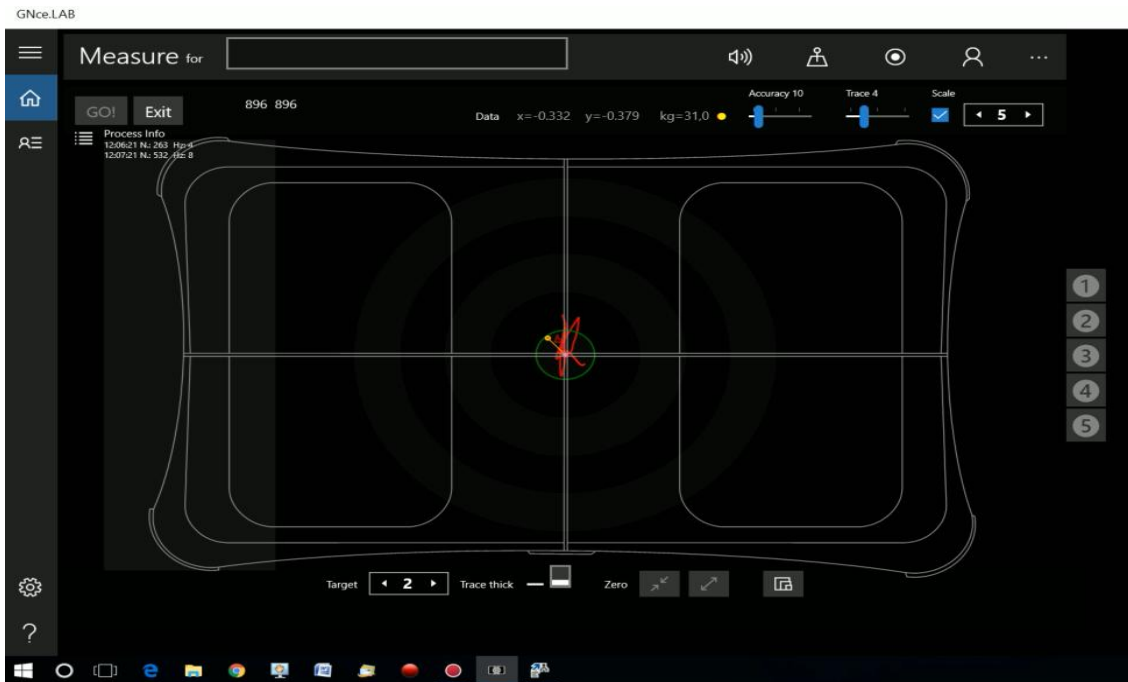 GNce.LAB
Measure for
GO! Exit 896 896 Data x=-0.332 y=-0.379 kg=31,0 Accuracy 10 Trace 4 Scale 5
Process Info
12:06:21 N.: 263 Hz: 4
12:07:21 N.: 532 Hz: 8
1
2
3
4
5
Target 2 Trace thick Zero
?